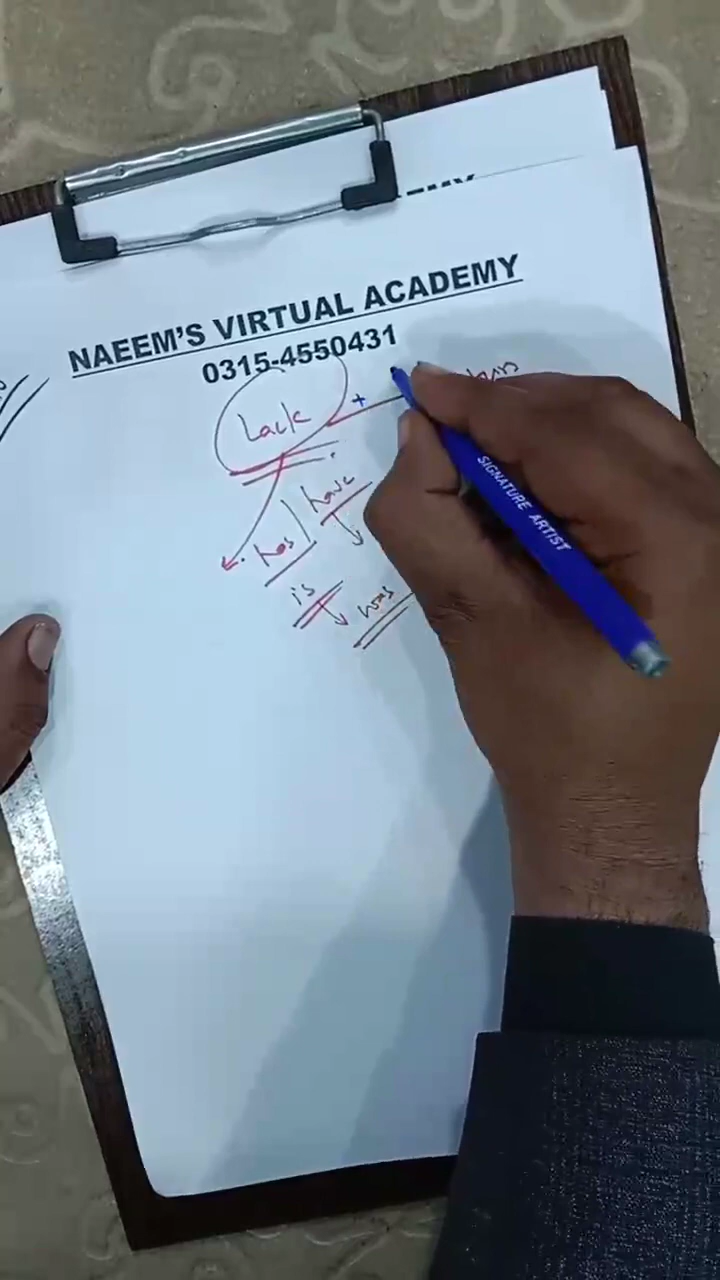 NAEEM'S VIRTUAL ACADEMY
0315-4550431
Lack +
has / have
is was
SIGNATURE ARTIST